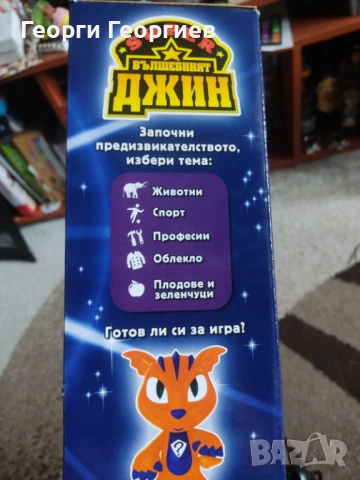 Георги Георгиев
SUPER
ВЪЛШЕБНИЯТ
ДЖИН
Започни
предизвикателството,
избери тема:
Животни
Спорт
Професии
Облекло
Плодове и
зеленчуци
Готов ли си за игра?
?
BAZAR